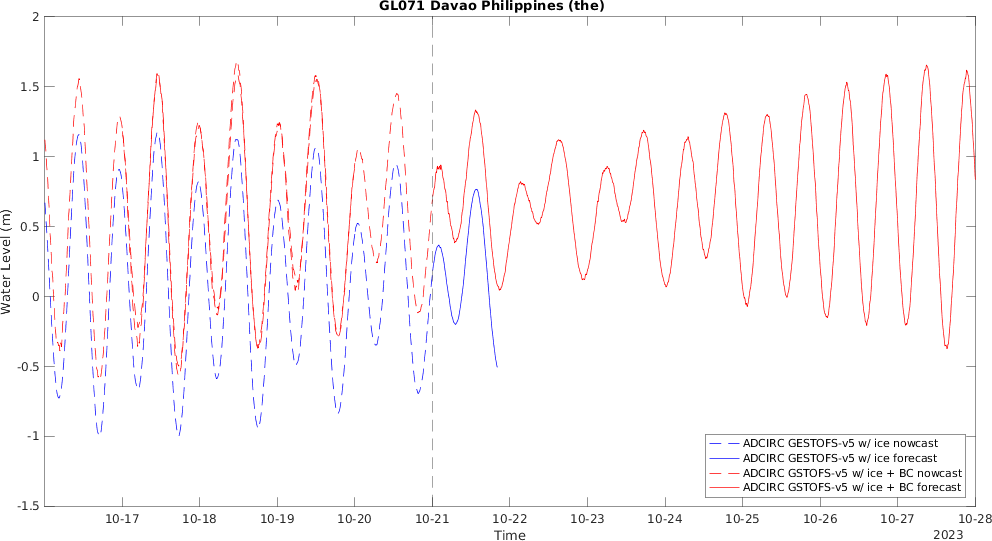 GL071 Davao Philippines (the)
2
1.5
1
0.5
0
-0.5
-1
-1.5
Water Level (m)
ADCIRC GESTOFS-v5 w/ ice nowcast
ADCIRC GESTOFS-v5 w/ ice forecast
ADCIRC GSTOFS-v5 w/ ice + BC nowcast
ADCIRC GSTOFS-v5 w/ ice + BC forecast
10-17 10-18 10-19 10-20 10-21 10-22 10-23 10-24 10-25 10-26 10-27 10-28
Time
2023